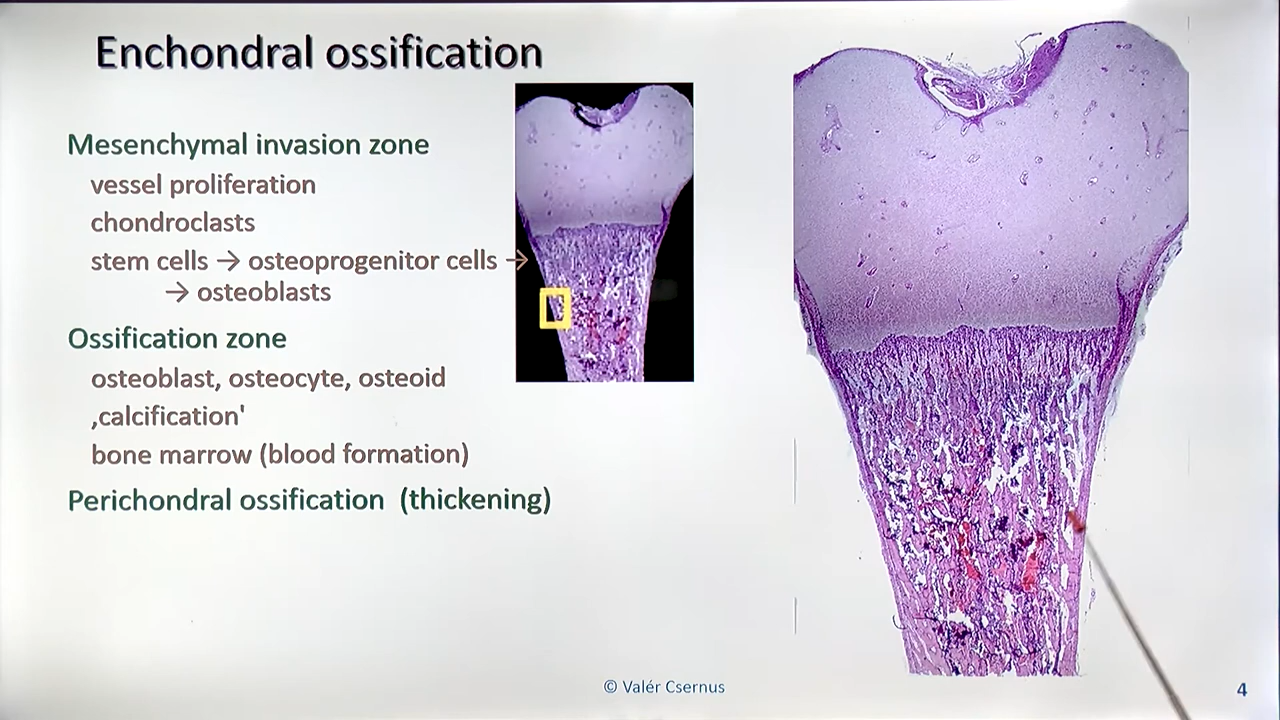 Enchondral ossification
Mesenchymal invasion zone
vessel proliferation
chondroclasts
stem cells → osteoprogenitor cells →
→ osteoblasts
Ossification zone
osteoblast, osteocyte, osteoid
‚calcification'
bone marrow (blood formation)
Perichondral ossification (thickening)
© Valér Csernus
4